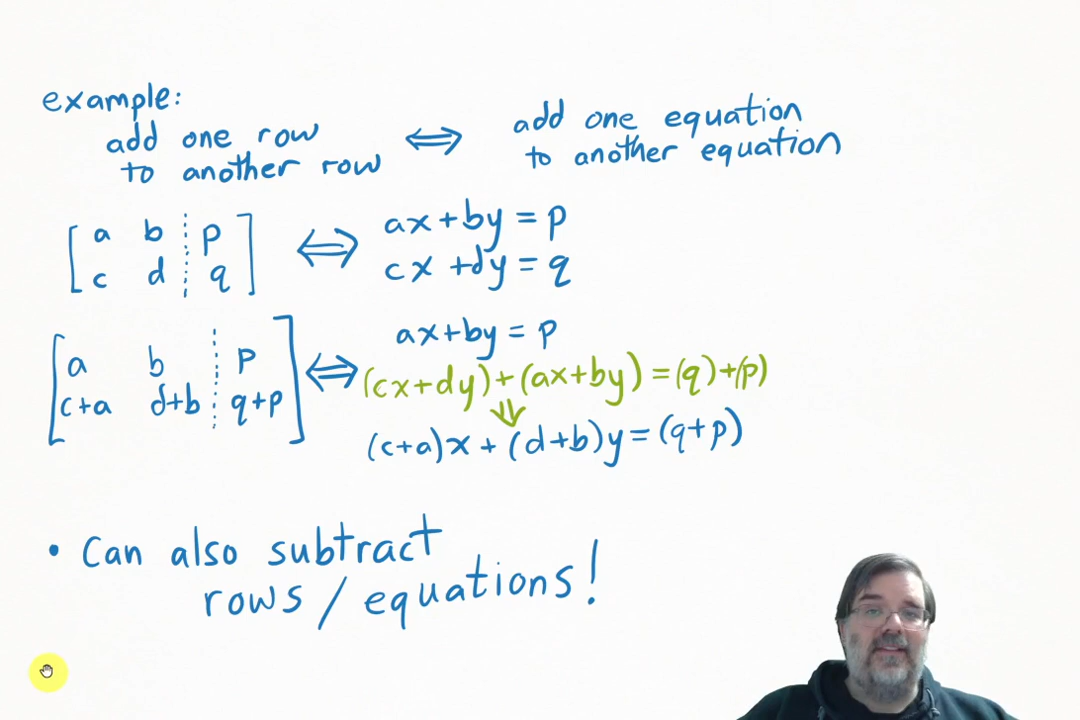 example:
add one row
to another row
⟺
add one equation
to another equation
[ a b ⋮ p ]
[ c d ⋮ q ]
⟺
ax+by = p
cx+dy = q
[ a b ⋮ p ]
[ c+a d+b ⋮ q+p ]
⟺
ax+by = p
(cx+dy)+(ax+by) = (q)+(p)
⇓
(c+a)x + (d+b)y = (q+p)
• Can also subtract
rows / equations!